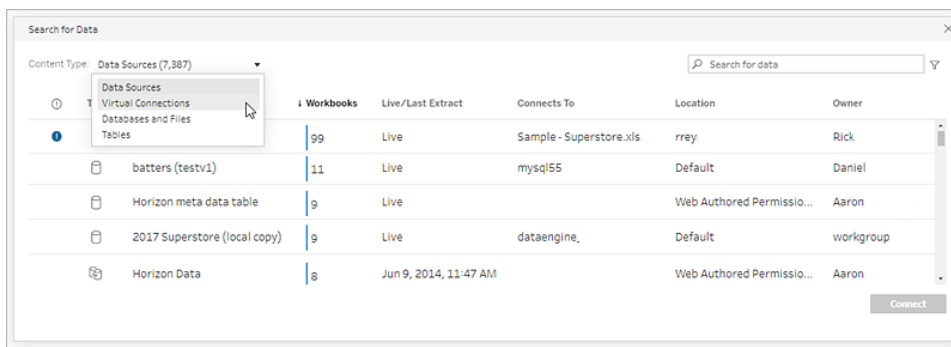 Search for Data
Content Type: Data Sources (7,387)
Search for data
Data Sources
Virtual Connections
Databases and Files
Tables
↓ Workbooks Live/Last Extract Connects To Location Owner
99 Live Sample - Superstore.xls rrey Rick
batters (testv1) 11 Live mysql55 Default Daniel
Horizon meta data table 9 Live Web Authored Permissio... Aaron
2017 Superstore (local copy) 9 Live dataengine_ Default workgroup
Horizon Data 8 Jun 9, 2014, 11:47 AM Web Authored Permissio... Aaron
Connect